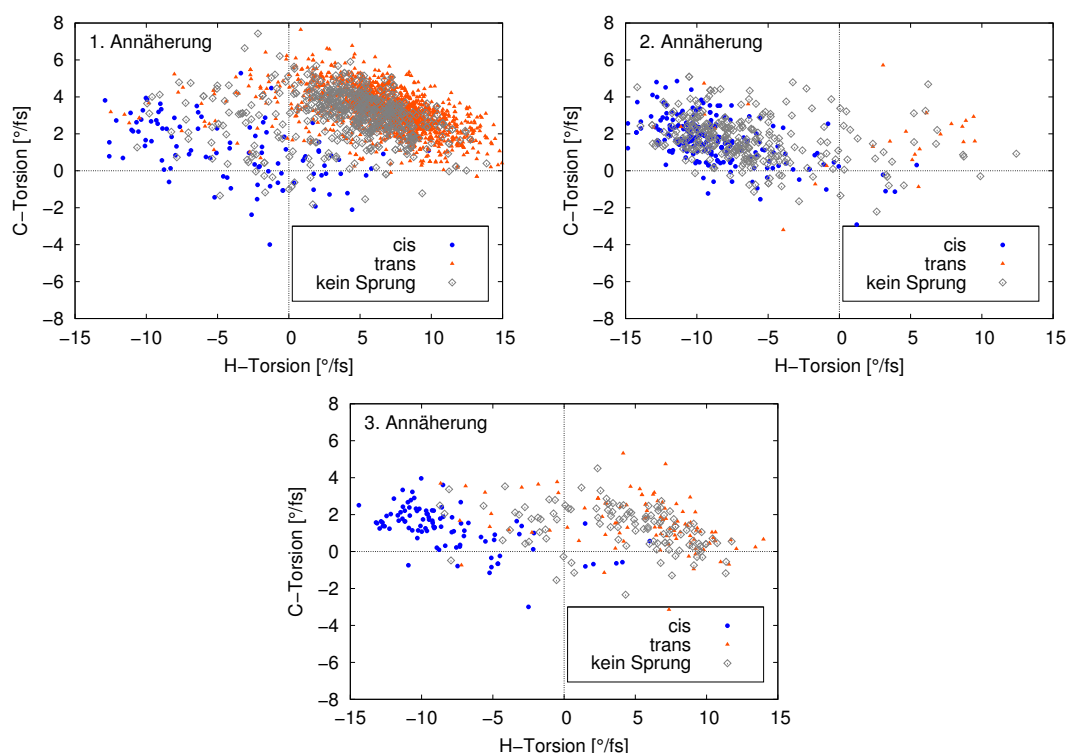 1. Annäherung
C−Torsion [°/fs]
8
6
4
2
0
−2
−4
−6
−8
cis
trans
kein Sprung
−15 −10 −5 0 5 10 15
H−Torsion [°/fs]
2. Annäherung
C−Torsion [°/fs]
8
6
4
2
0
−2
−4
−6
−8
cis
trans
kein Sprung
−15 −10 −5 0 5 10 15
H−Torsion [°/fs]
3. Annäherung
C−Torsion [°/fs]
8
6
4
2
0
−2
−4
−6
−8
cis
trans
kein Sprung
−15 −10 −5 0 5 10 15
H−Torsion [°/fs]